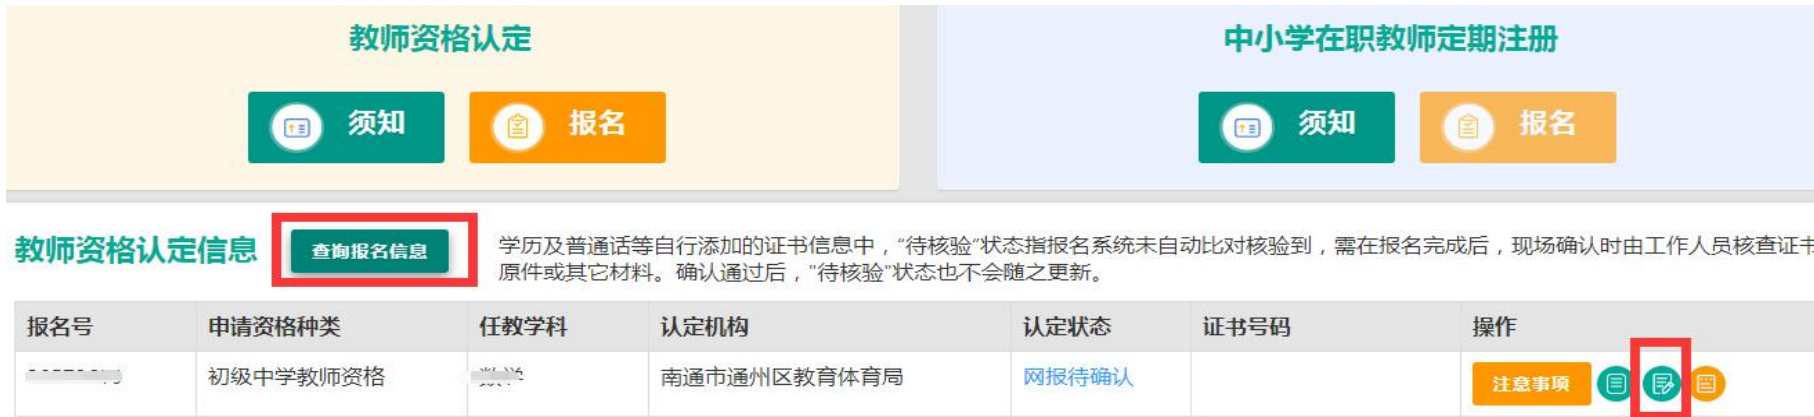 教师资格认定
中小学在职教师定期注册
须知
报名
须知
报名
教师资格认定信息
查询报名信息
学历及普通话等自行添加的证书信息中，“待核验”状态指报名系统未自动比对核验到，需在报名完成后，现场确认时由工作人员核查证书
原件或其它材料。确认通过后，"待核验"状态也不会随之更新。
报名号 申请资格种类 任教学科 认定机构 认定状态 证书号码 操作
初级中学教师资格 南通市通州区教育体育局 网报待确认 注意事项